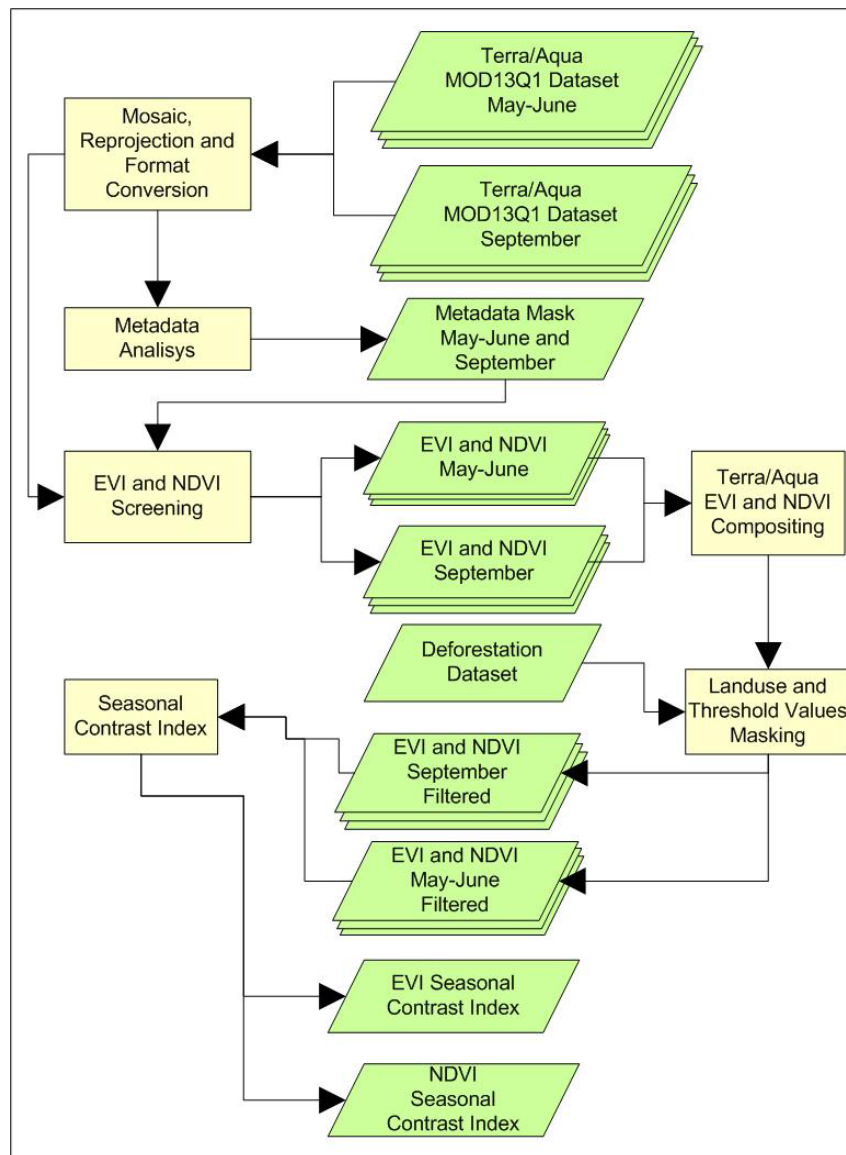 Terra/Aqua
MOD13Q1 Dataset
May-June
Mosaic,
Reprojection and
Format
Conversion
Terra/Aqua
MOD13Q1 Dataset
September
Metadata
Analisys
Metadata Mask
May-June and
September
EVI and NDVI
Screening
EVI and NDVI
May-June
Terra/Aqua
EVI and NDVI
Compositing
EVI and NDVI
September
Deforestation
Dataset
Landuse and
Threshold Values
Masking
Seasonal
Contrast Index
EVI and NDVI
September
Filtered
EVI and NDVI
May-June
Filtered
EVI Seasonal
Contrast Index
NDVI
Seasonal
Contrast Index